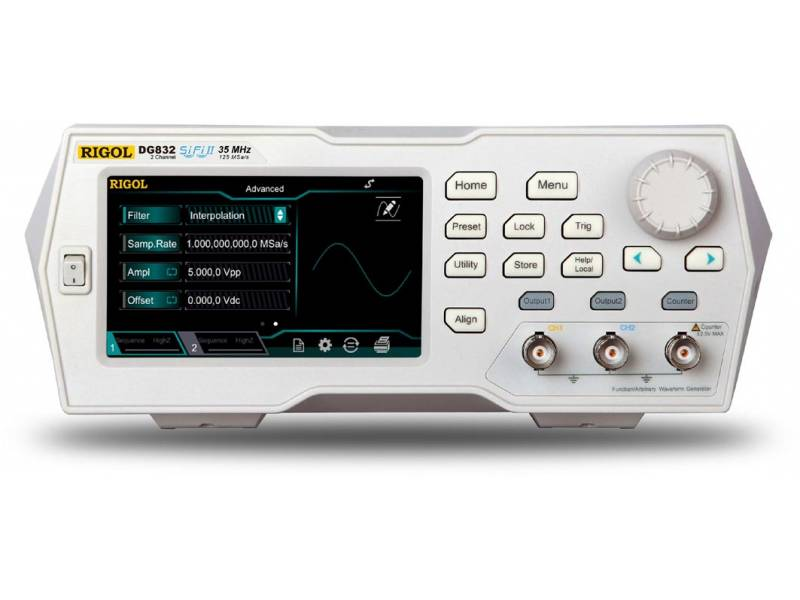 RIGOL DG832 SiFi II 35 MHz
2 Channel 125 MSa/s
RIGOL
Advanced
Filter Interpolation
Samp.Rate 1.000,000,000,0 MSa/s
Ampl 5.000,0 Vpp
Offset 0.000,0 Vdc
1 Sequence HighZ 2 Sequence HighZ
Home Menu
Preset Lock Trig
Utility Store Help/
Local
Align
Output1 Output2 Counter
CH1 CH2 Counter
±2.5V MAX
Function/Arbitrary Waveform Generator